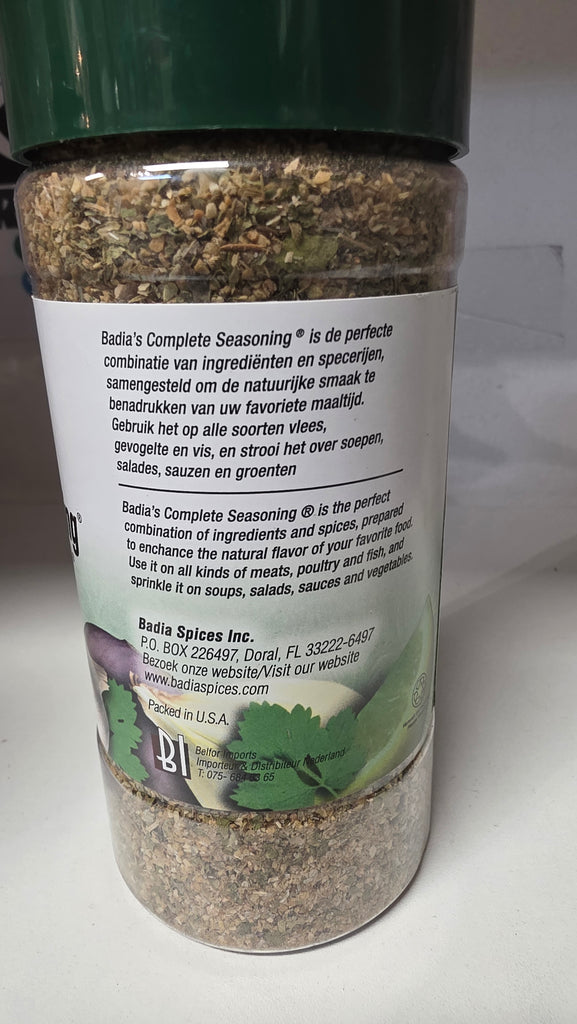 Badia's Complete Seasoning ® is de perfecte
combinatie van ingrediënten en specerijen,
samengesteld om de natuurijke smaak te
benadrukken van uw favoriete maaltijd.
Gebruik het op alle soorten vlees,
gevogelte en vis, en strooi het over soepen,
salades, sauzen en groenten
Badia's Complete Seasoning ® is the perfect
combination of ingredients and spices, prepared
to enchance the natural flavor of your favorite food.
Use it on all kinds of meats, poultry and fish, and
sprinkle it on soups, salads, sauces and vegetables.
Badia Spices Inc.
P.O. BOX 226497, Doral, FL 33222-6497
Bezoek onze website/Visit our website
www.badiaspices.com
Packed in U.S.A.
BI
Belfor Imports
Importeur & Distributeur Nederland
T: 075- 684 65